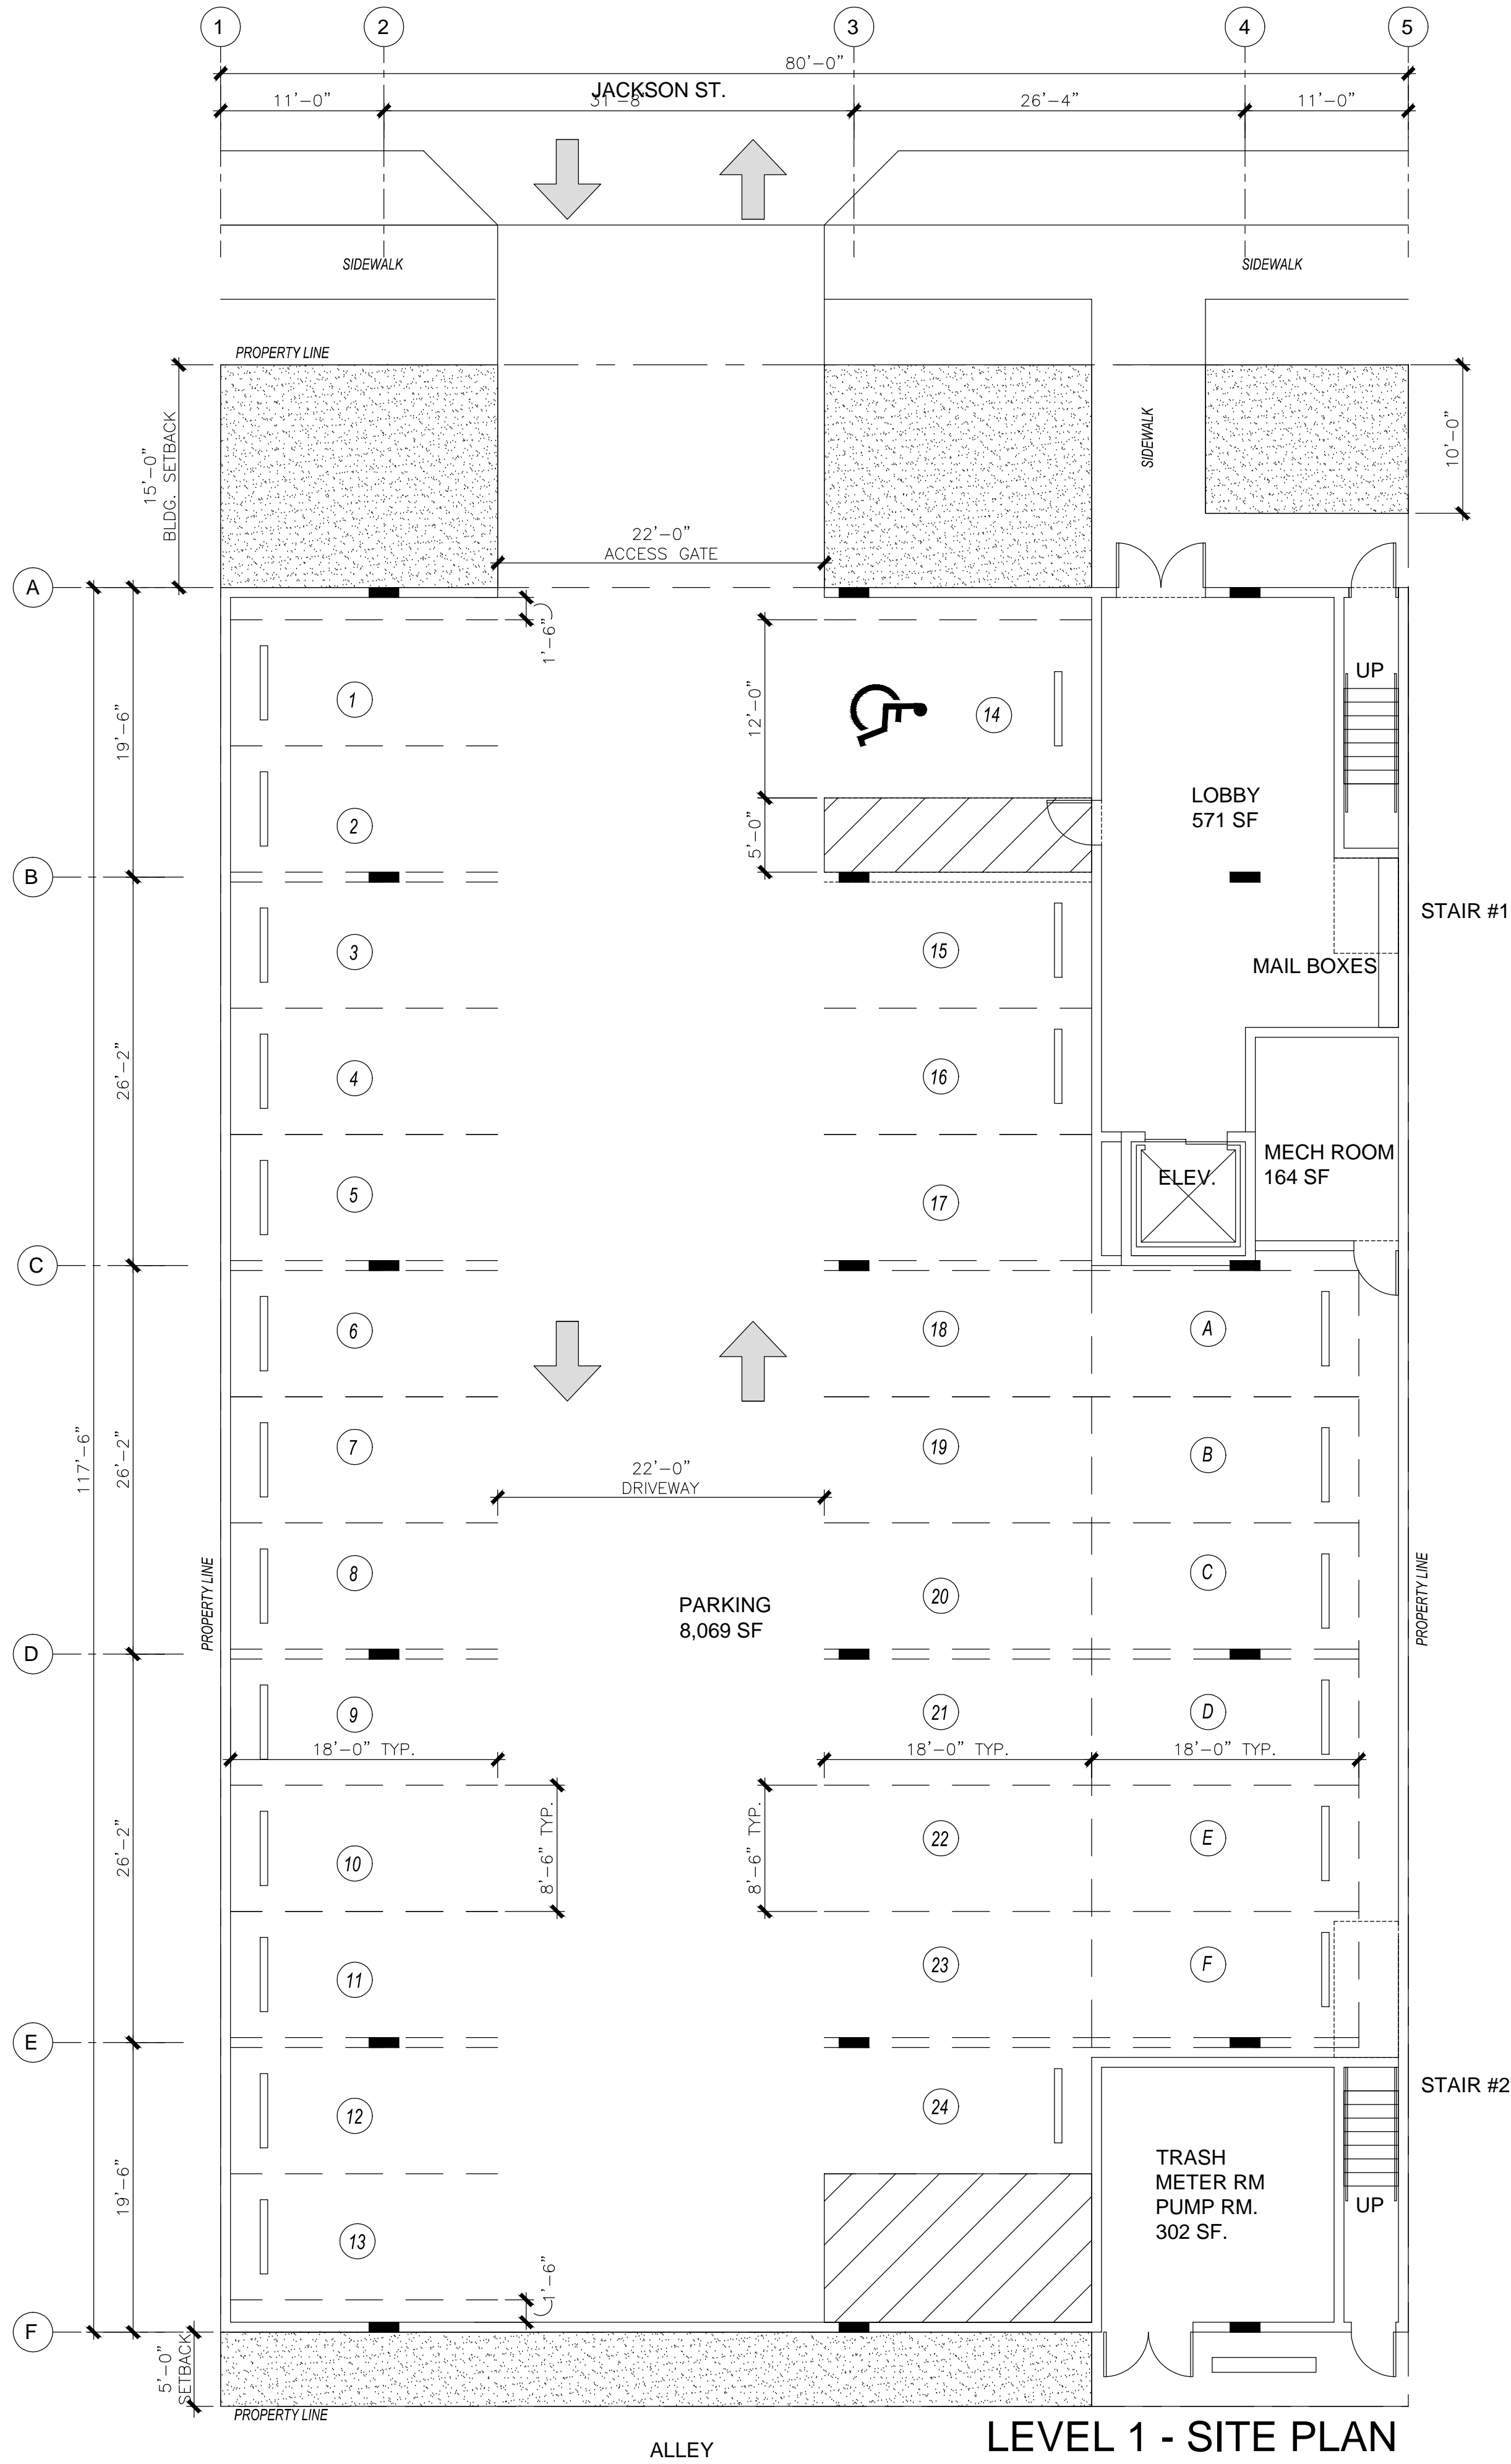 1
2
3
4
5
80'-0"
JACKSON ST.
11'-0"
31'-8"
26'-4"
11'-0"
SIDEWALK
SIDEWALK
PROPERTY LINE
15'-0"
BLDG. SETBACK
SIDEWALK
10'-0"
22'-0"
ACCESS GATE
A
1'-6"
19'-6"
12'-0"
UP
1
14
LOBBY
571 SF
2
5'-0"
B
STAIR #1
3
15
MAIL BOXES
26'-2"
4
16
MECH ROOM
164 SF
ELEV.
5
17
C
6
18
A
117'-6"
26'-2"
7
19
B
22'-0"
DRIVEWAY
8
20
C
PROPERTY LINE
PROPERTY LINE
PARKING
8,069 SF
D
9
21
D
18'-0" TYP.
18'-0" TYP.
18'-0" TYP.
26'-2"
8'-6" TYP.
8'-6" TYP.
10
22
E
11
23
F
E
STAIR #2
12
24
19'-6"
TRASH
METER RM
PUMP RM.
302 SF.
UP
13
1'-6"
F
5'-0"
SETBACK
PROPERTY LINE
LEVEL 1 - SITE PLAN
ALLEY